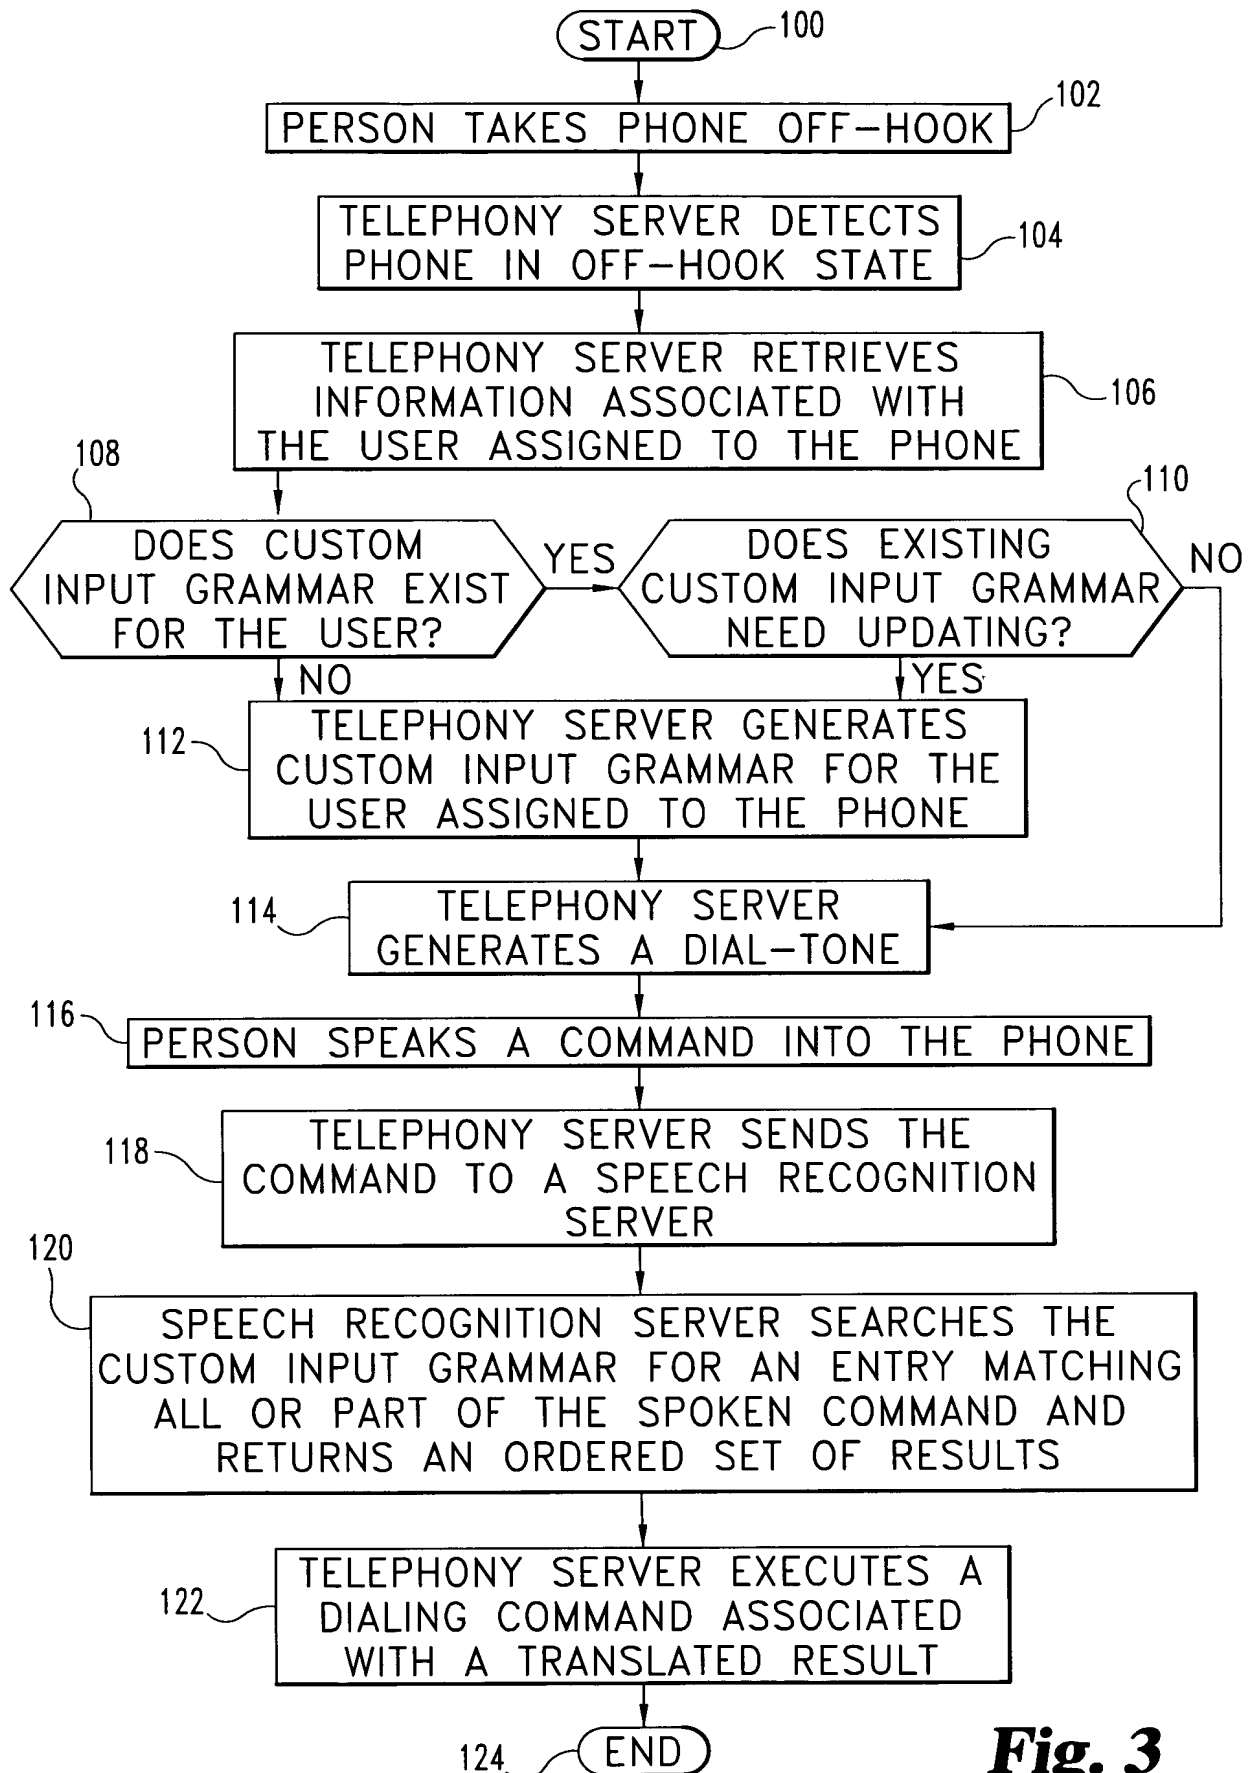 START
100
PERSON TAKES PHONE OFF-HOOK
102
TELEPHONY SERVER DETECTS
PHONE IN OFF-HOOK STATE
104
TELEPHONY SERVER RETRIEVES
INFORMATION ASSOCIATED WITH
THE USER ASSIGNED TO THE PHONE
106
108
DOES CUSTOM
INPUT GRAMMAR EXIST
FOR THE USER?
YES
NO
110
DOES EXISTING
CUSTOM INPUT GRAMMAR
NEED UPDATING?
NO
YES
112
TELEPHONY SERVER GENERATES
CUSTOM INPUT GRAMMAR FOR THE
USER ASSIGNED TO THE PHONE
114
TELEPHONY SERVER
GENERATES A DIAL-TONE
116
PERSON SPEAKS A COMMAND INTO THE PHONE
118
TELEPHONY SERVER SENDS THE
COMMAND TO A SPEECH RECOGNITION
SERVER
120
SPEECH RECOGNITION SERVER SEARCHES THE
CUSTOM INPUT GRAMMAR FOR AN ENTRY MATCHING
ALL OR PART OF THE SPOKEN COMMAND AND
RETURNS AN ORDERED SET OF RESULTS
122
TELEPHONY SERVER EXECUTES A
DIALING COMMAND ASSOCIATED
WITH A TRANSLATED RESULT
124
END
Fig. 3